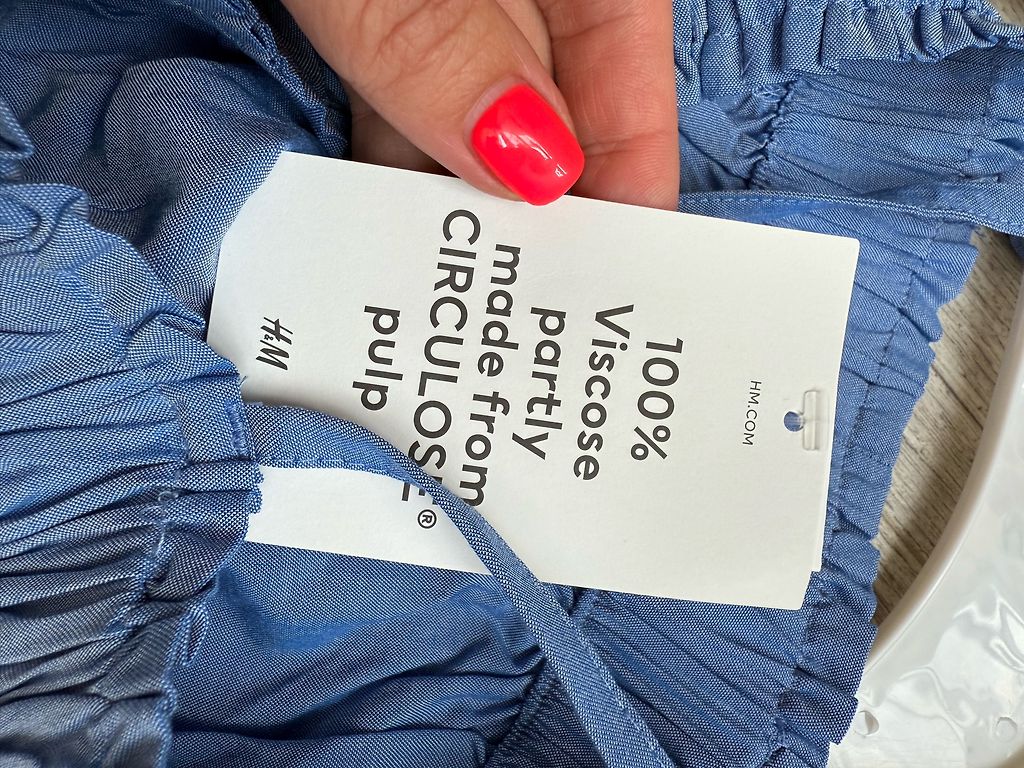 HM.COM
100%
Viscose
partly
made from
CIRCULOSE®
pulp
H&M